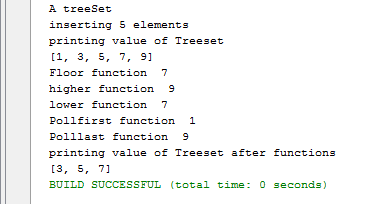 A treeSet
inserting 5 elements
printing value of Treeset
[1, 3, 5, 7, 9]
Floor function  7
higher function  9
lower function  7
Pollfirst function  1
Polllast function  9
printing value of Treeset after functions
[3, 5, 7]
BUILD SUCCESSFUL (total time: 0 seconds)